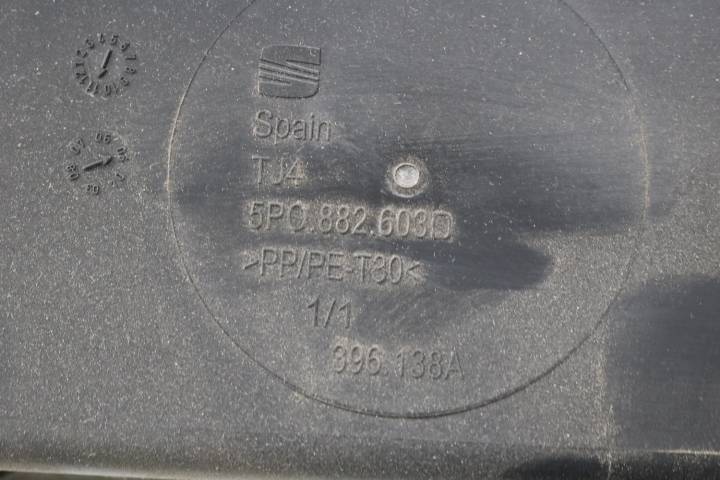 Spain
TJ4
5P0.882.603D
>PP/PE-T30<
1/1
396.138A